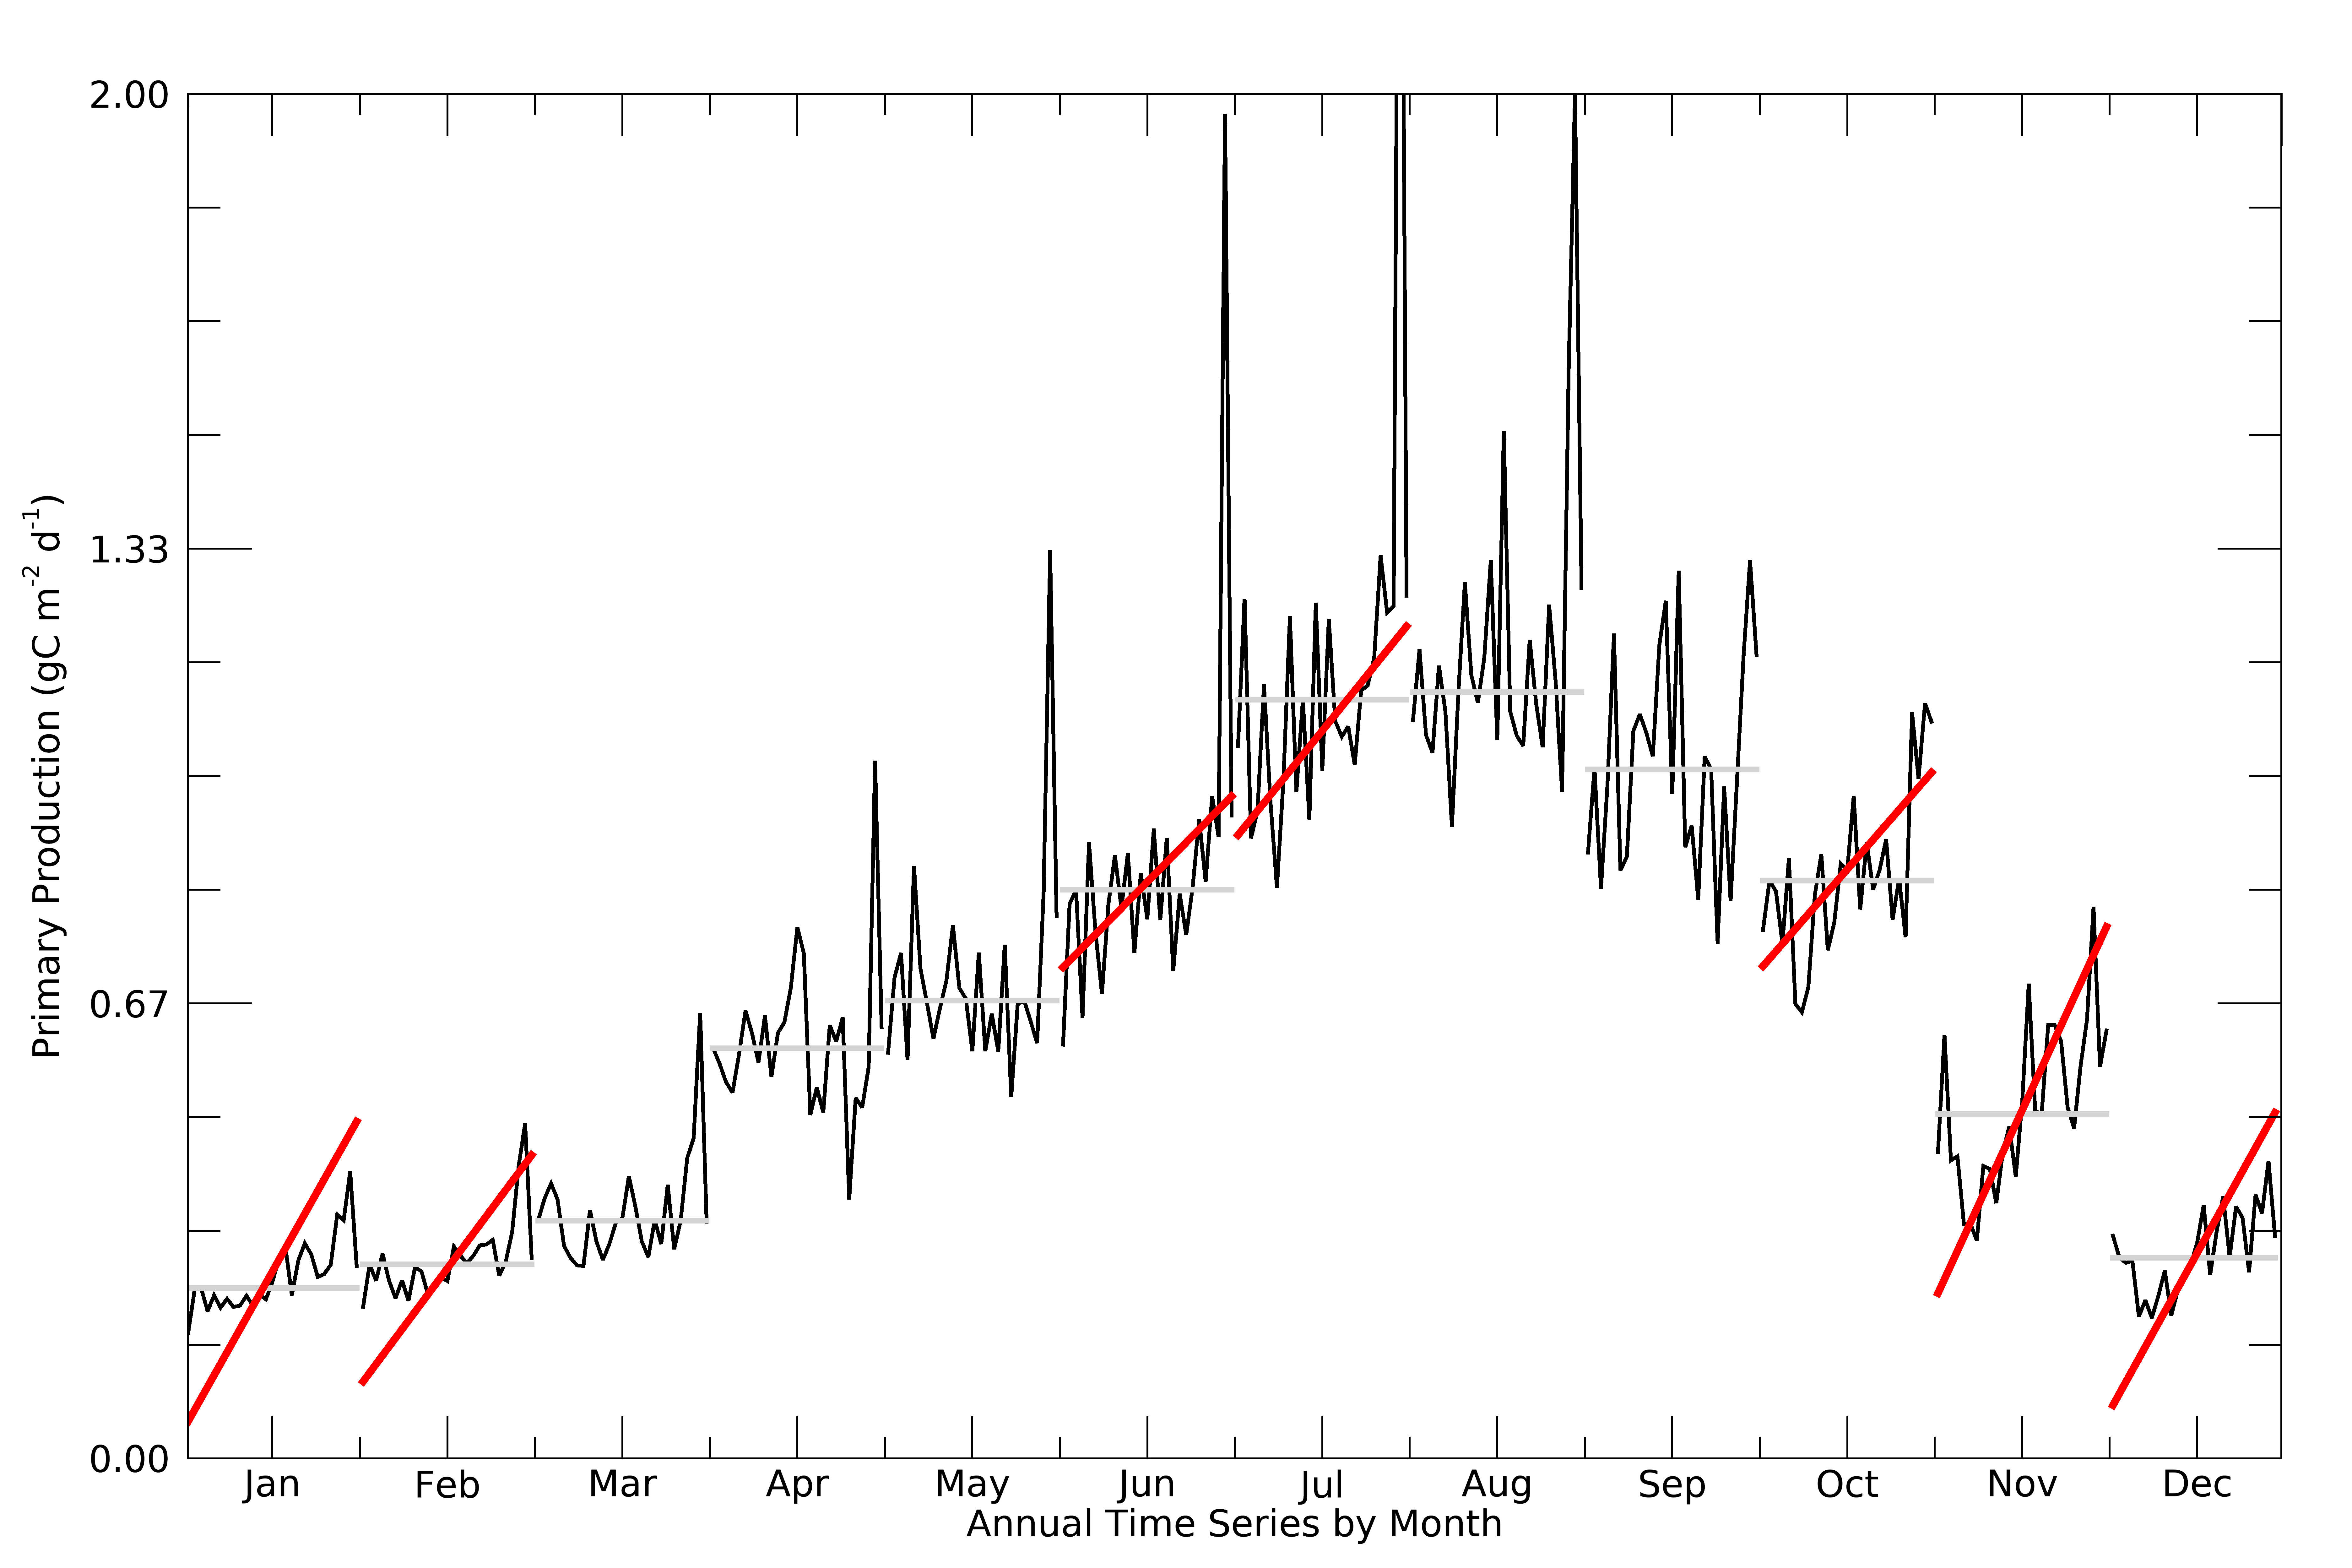 2.00
1.33
0.67
0.00
Primary Production (gC m-2 d-1)
Jan Feb Mar Apr May Jun Jul Aug Sep Oct Nov Dec
Annual Time Series by Month